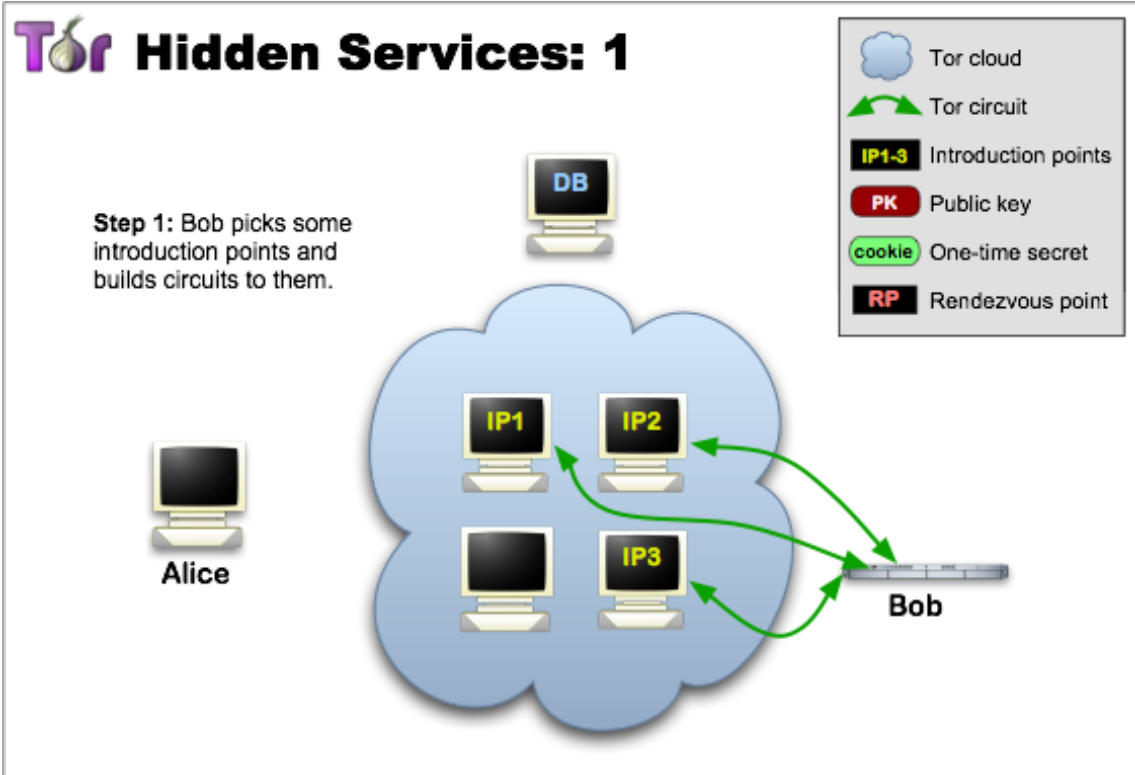 Tor Hidden Services: 1
Tor cloud
Tor circuit
IP1-3 Introduction points
PK Public key
cookie One-time secret
RP Rendezvous point
DB
Step 1: Bob picks some
introduction points and
builds circuits to them.
IP1 IP2
IP3
Alice
Bob